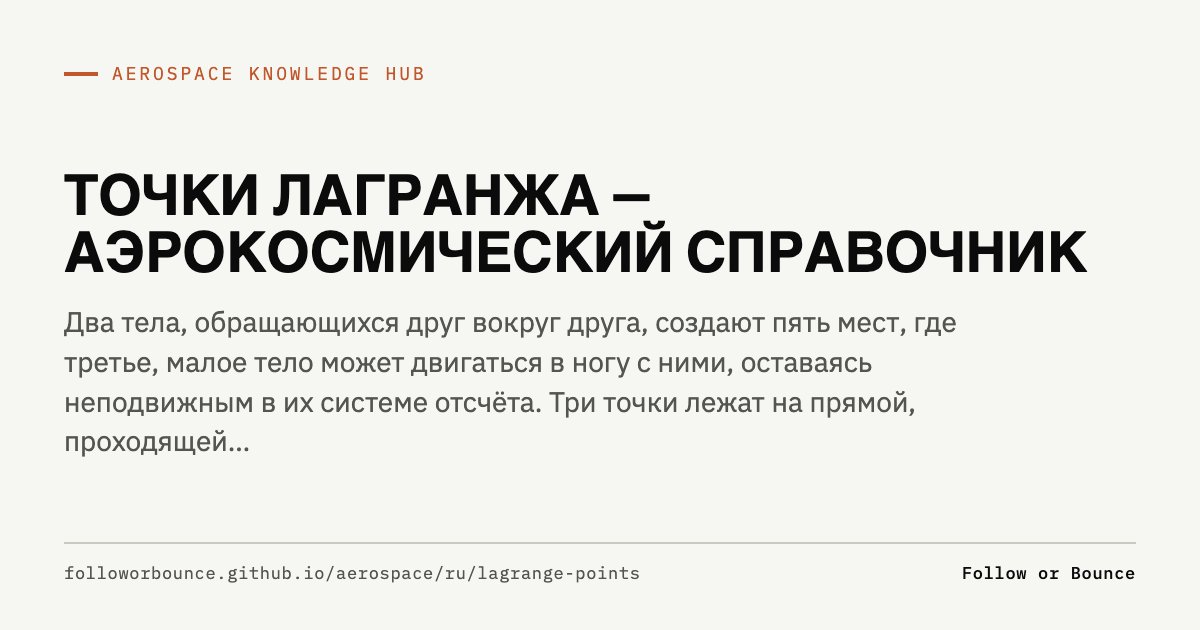 AEROSPACE KNOWLEDGE HUB
ТОЧКИ ЛАГРАНЖА —
АЭРОКОСМИЧЕСКИЙ СПРАВОЧНИК
Два тела, обращающихся друг вокруг друга, создают пять мест, где
третье, малое тело может двигаться в ногу с ними, оставаясь
неподвижным в их системе отсчёта. Три точки лежат на прямой,
проходящей…
followorbounce.github.io/aerospace/ru/lagrange-points
Follow or Bounce